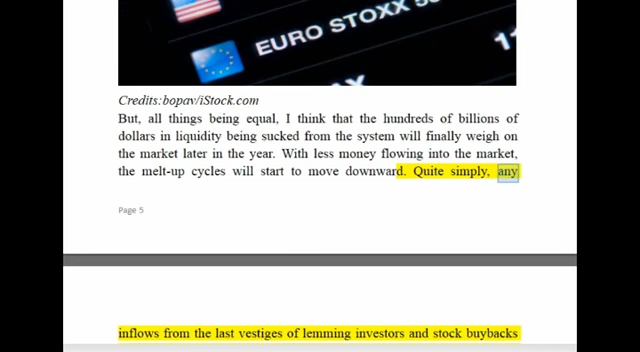 EURO STOXX 50
Credits:bopav/iStock.com
But, all things being equal, I think that the hundreds of billions of
dollars in liquidity being sucked from the system will finally weigh on
the market later in the year. With less money flowing into the market,
the melt-up cycles will start to move downward. Quite simply, any
Page 5
inflows from the last vestiges of lemming investors and stock buybacks